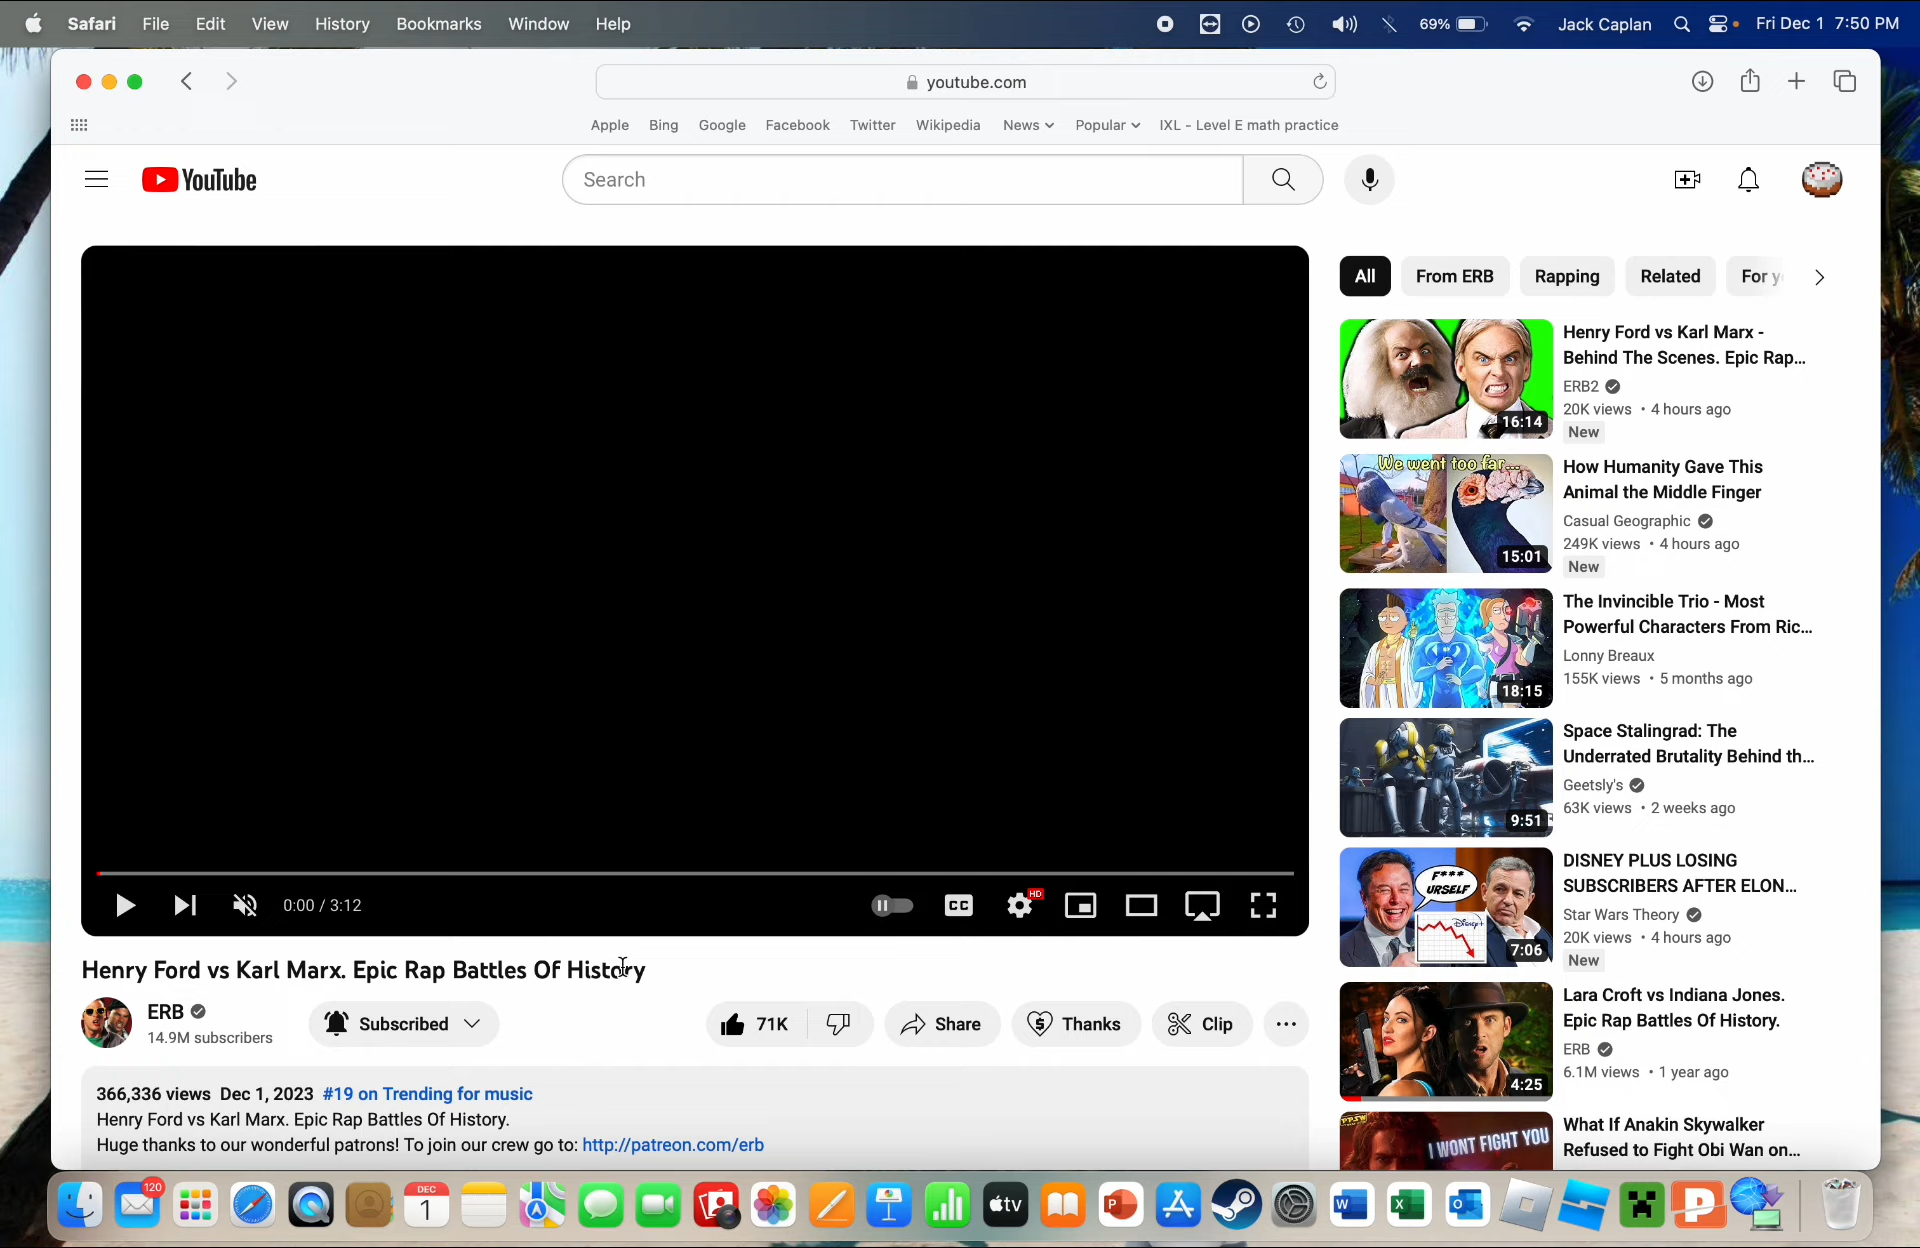 Safari File Edit View History Bookmarks Window Help 69% Jack Caplan Fri Dec 1 7:50 PM
youtube.com
Apple Bing Google Facebook Twitter Wikipedia News Popular IXL - Level E math practice
YouTube
Search
All From ERB Rapping Related For y
Henry Ford vs Karl Marx -
Behind The Scenes. Epic Rap...
ERB2
20K views • 4 hours ago
New
16:14
We went too far...
How Humanity Gave This
Animal the Middle Finger
Casual Geographic
249K views • 4 hours ago
New
15:01
The Invincible Trio - Most
Powerful Characters From Ric...
Lonny Breaux
155K views • 5 months ago
18:15
Space Stalingrad: The
Underrated Brutality Behind th...
Geetsly's
63K views • 2 weeks ago
9:51
F***
URSELF
Disney+
DISNEY PLUS LOSING
SUBSCRIBERS AFTER ELON...
Star Wars Theory
20K views • 4 hours ago
New
7:06
Lara Croft vs Indiana Jones.
Epic Rap Battles Of History.
ERB
6.1M views • 1 year ago
4:25
I WONT FIGHT YOU
What If Anakin Skywalker
Refused to Fight Obi Wan on...
0:00 / 3:12
CC HD
Henry Ford vs Karl Marx. Epic Rap Battles Of History
ERB
14.9M subscribers
Subscribed
71K Share Thanks Clip
366,336 views Dec 1, 2023 #19 on Trending for music
Henry Ford vs Karl Marx. Epic Rap Battles Of History.
Huge thanks to our wonderful patrons! To join our crew go to: http://patreon.com/erb
120
DEC
1
tv
P
W
X
O
P